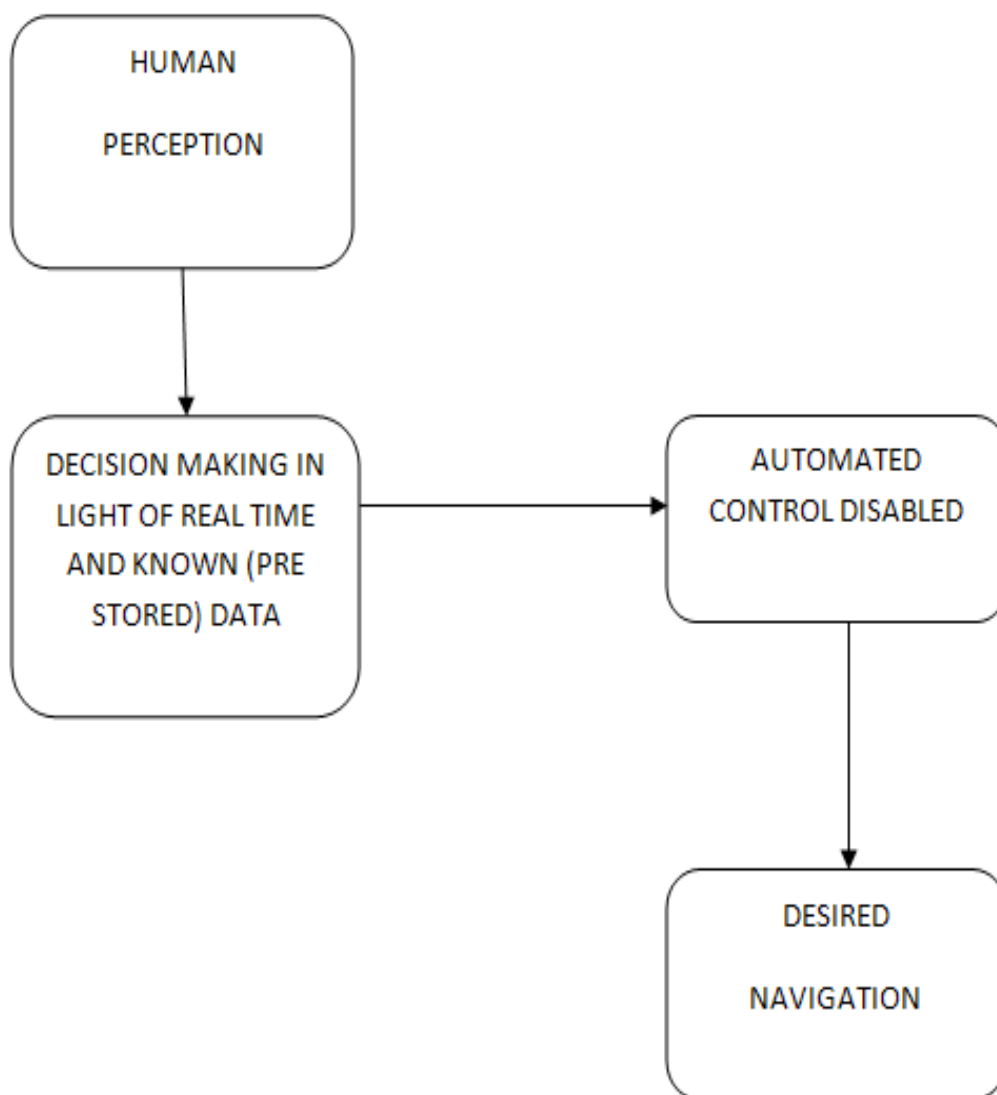 HUMAN
PERCEPTION
DECISION MAKING IN
LIGHT OF REAL TIME
AND KNOWN (PRE
STORED) DATA
AUTOMATED
CONTROL DISABLED
DESIRED
NAVIGATION